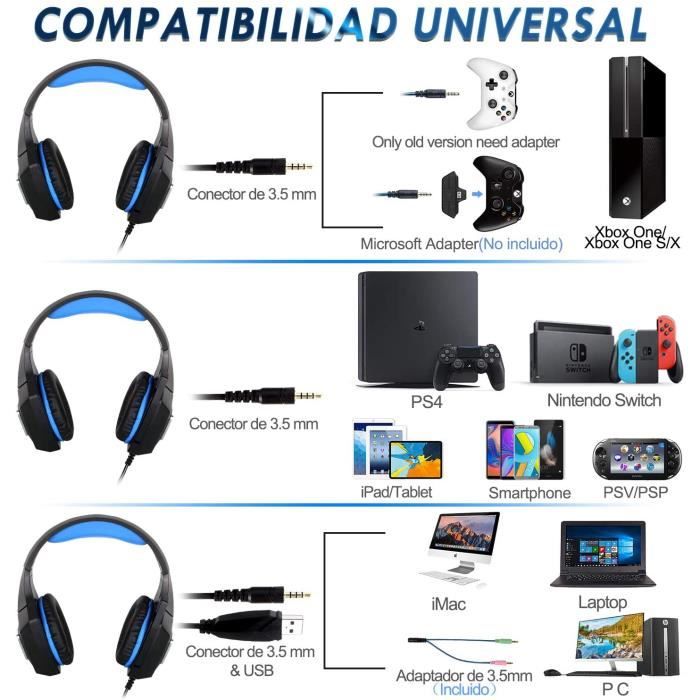 COMPATIBILIDAD UNIVERSAL
Conector de 3.5 mm
Only old version need adapter
Microsoft Adapter(No incluido)
Xbox One/
Xbox One S/X
Conector de 3.5 mm
PS4
NINTENDO
SWITCH
Nintendo Switch
iPad/Tablet
Smartphone
PSV/PSP
Conector de 3.5 mm
& USB
iMac
Laptop
Adaptador de 3.5mm
(Incluido)
P C